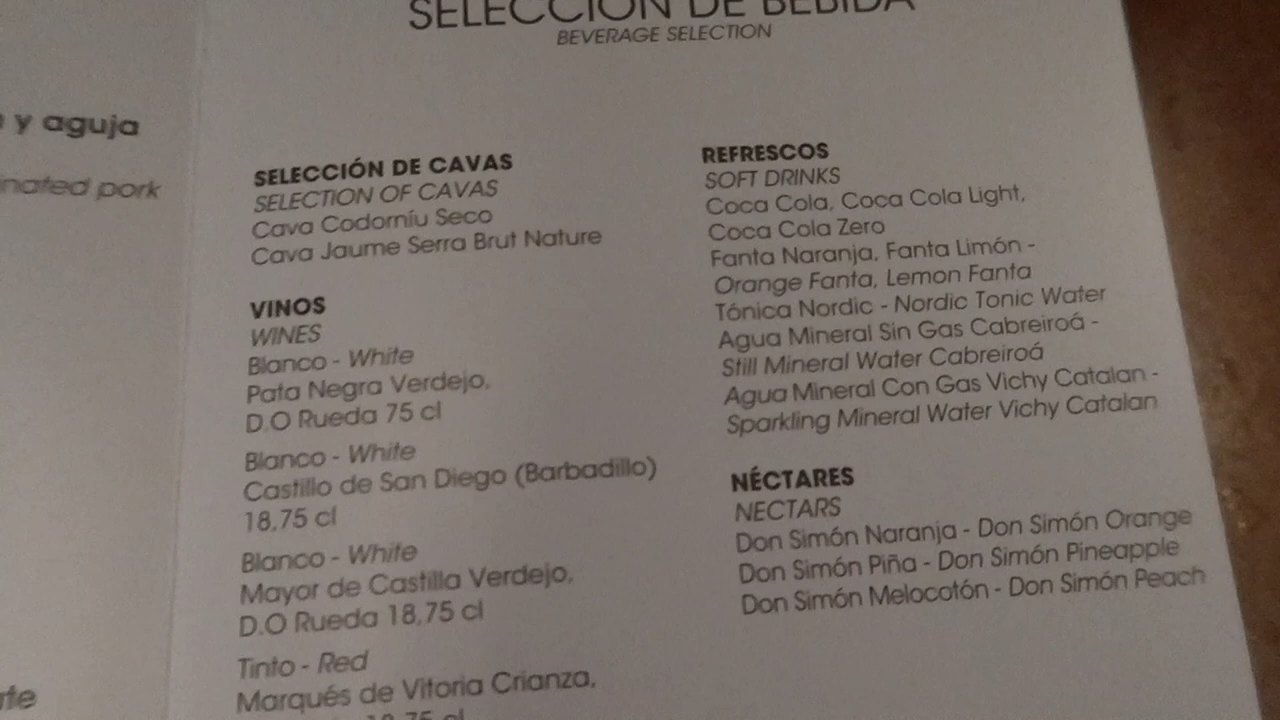 SELECCIÓN DE BEBIDA
BEVERAGE SELECTION
y aguja
pork
SELECCIÓN DE CAVAS
SELECTION OF CAVAS
Cava Codorníu Seco
Cava Jaume Serra Brut Nature
VINOS
WINES
Blanco - White
Pata Negra Verdejo,
D.O Rueda 75 cl
Blanco - White
Castillo de San Diego (Barbadillo)
18,75 cl
Blanco - White
Mayor de Castilla Verdejo,
D.O Rueda 18,75 cl
Tinto - Red
Marqués de Vitoria Crianza,
REFRESCOS
SOFT DRINKS
Coca Cola, Coca Cola Light,
Coca Cola Zero
Fanta Naranja, Fanta Limón -
Orange Fanta, Lemon Fanta
Tónica Nordic - Nordic Tonic Water
Agua Mineral Sin Gas Cabreiroá -
Still Mineral Water Cabreiroá
Agua Mineral Con Gas Vichy Catalan -
Sparkling Mineral Water Vichy Catalan
NÉCTARES
NECTARS
Don Simón Naranja - Don Simón Orange
Don Simón Piña - Don Simón Pineapple
Don Simón Melocotón - Don Simón Peach